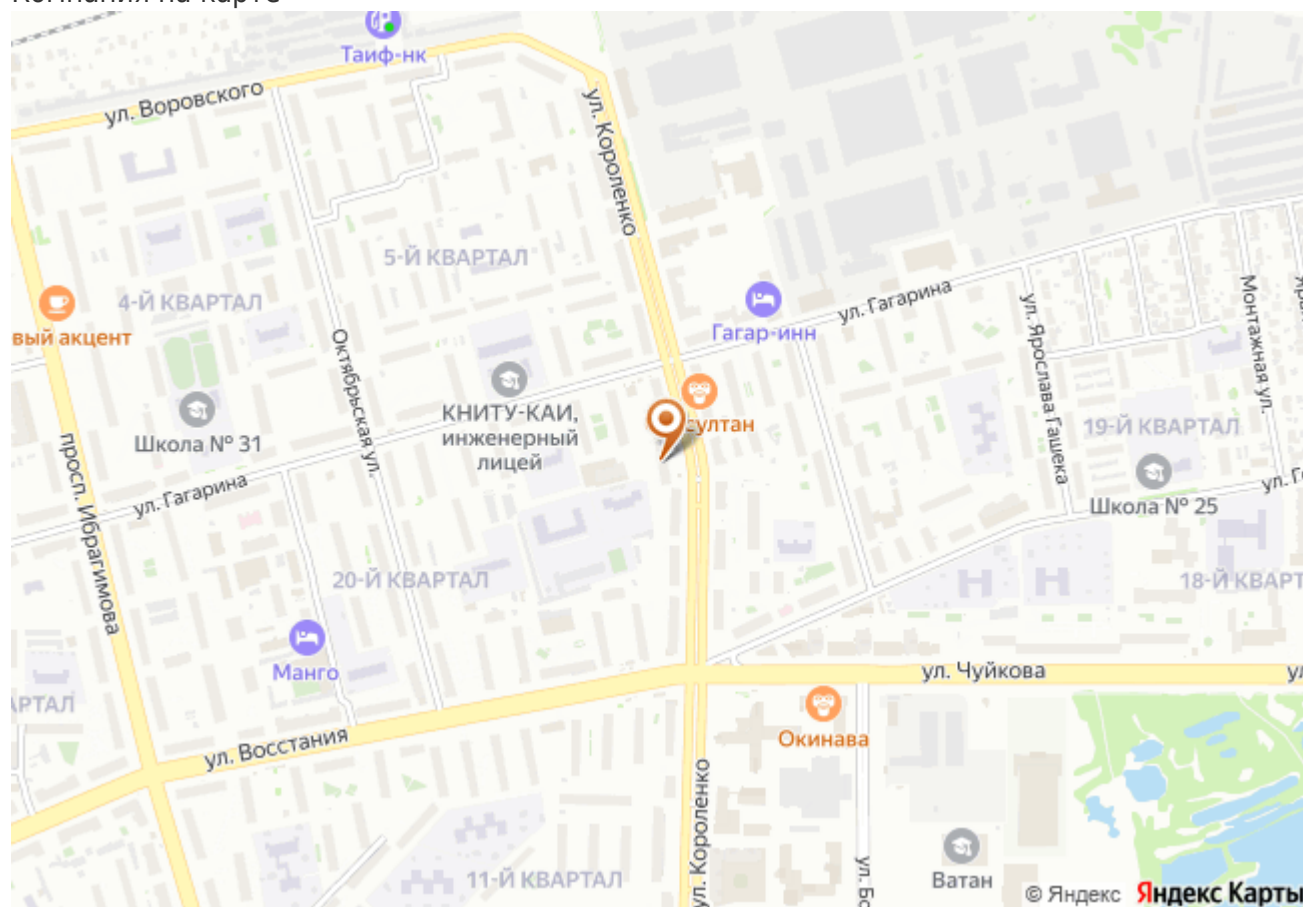 Таиф-нк
ул. Воровского
ул. Короленко
5-Й КВАРТАЛ
4-Й КВАРТАЛ
вый акцент
Гагар-инн
ул. Гагарина
Октябрьская ул.
ул. Ярослава Гашека
Монтажная ул.
Школа № 31
КНИТУ-КАИ,
инженерный
лицей
султан
19-Й КВАРТАЛ
Школа № 25
просп. Ибрагимова
ул. Гагарина
20-Й КВАРТАЛ
18-Й КВАРТ
Манго
ул. Чуйкова
АРТАЛ
ул. Восстания
Окинава
ул. Короленко
11-Й КВАРТАЛ
Ватан
© Яндекс Яндекс Карты